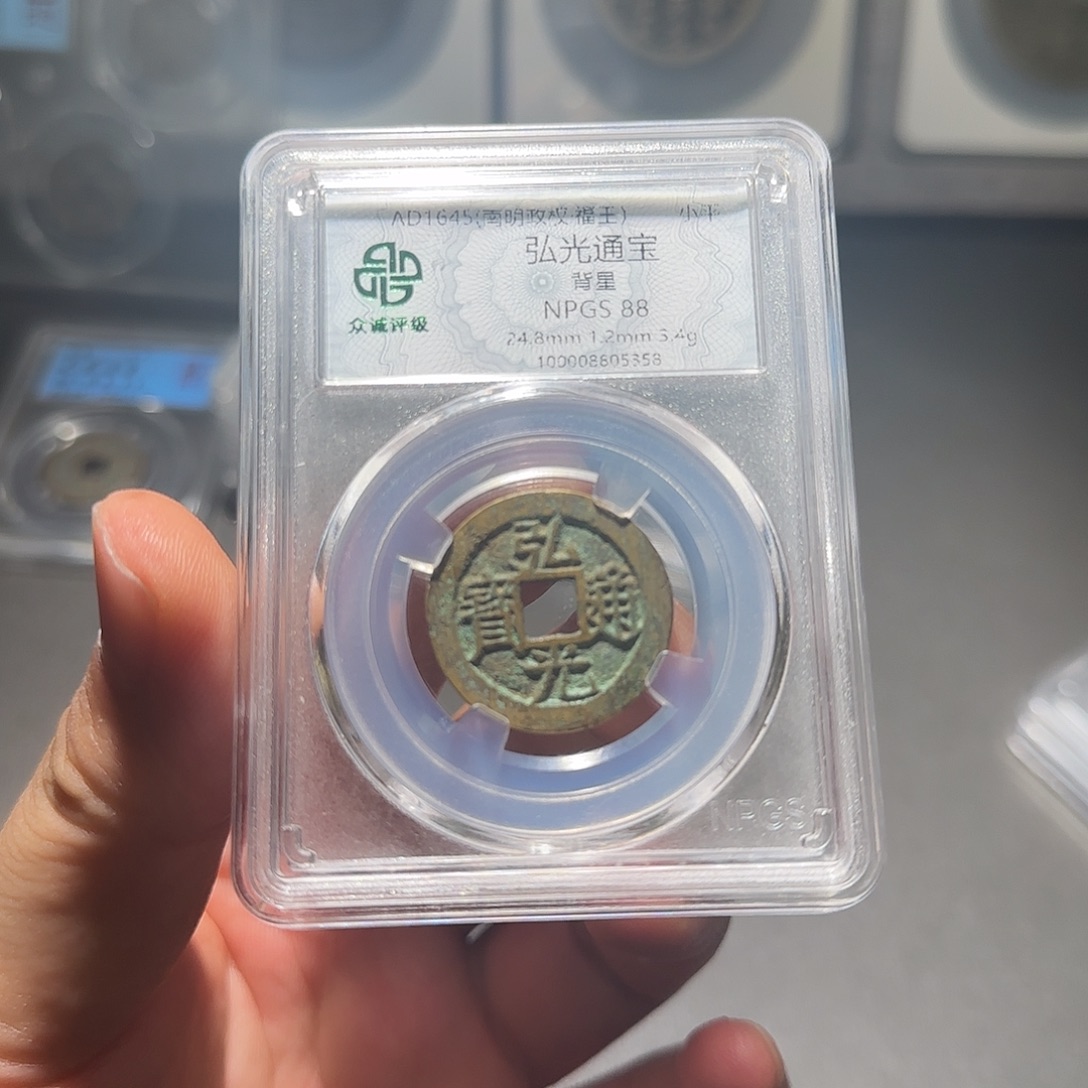 AD1645(南明政权·福王) 小平
弘光通宝
背星
NPGS 88
24.8mm 1.2mm 3.4g
众诚评级
弘光通寶
NPGS